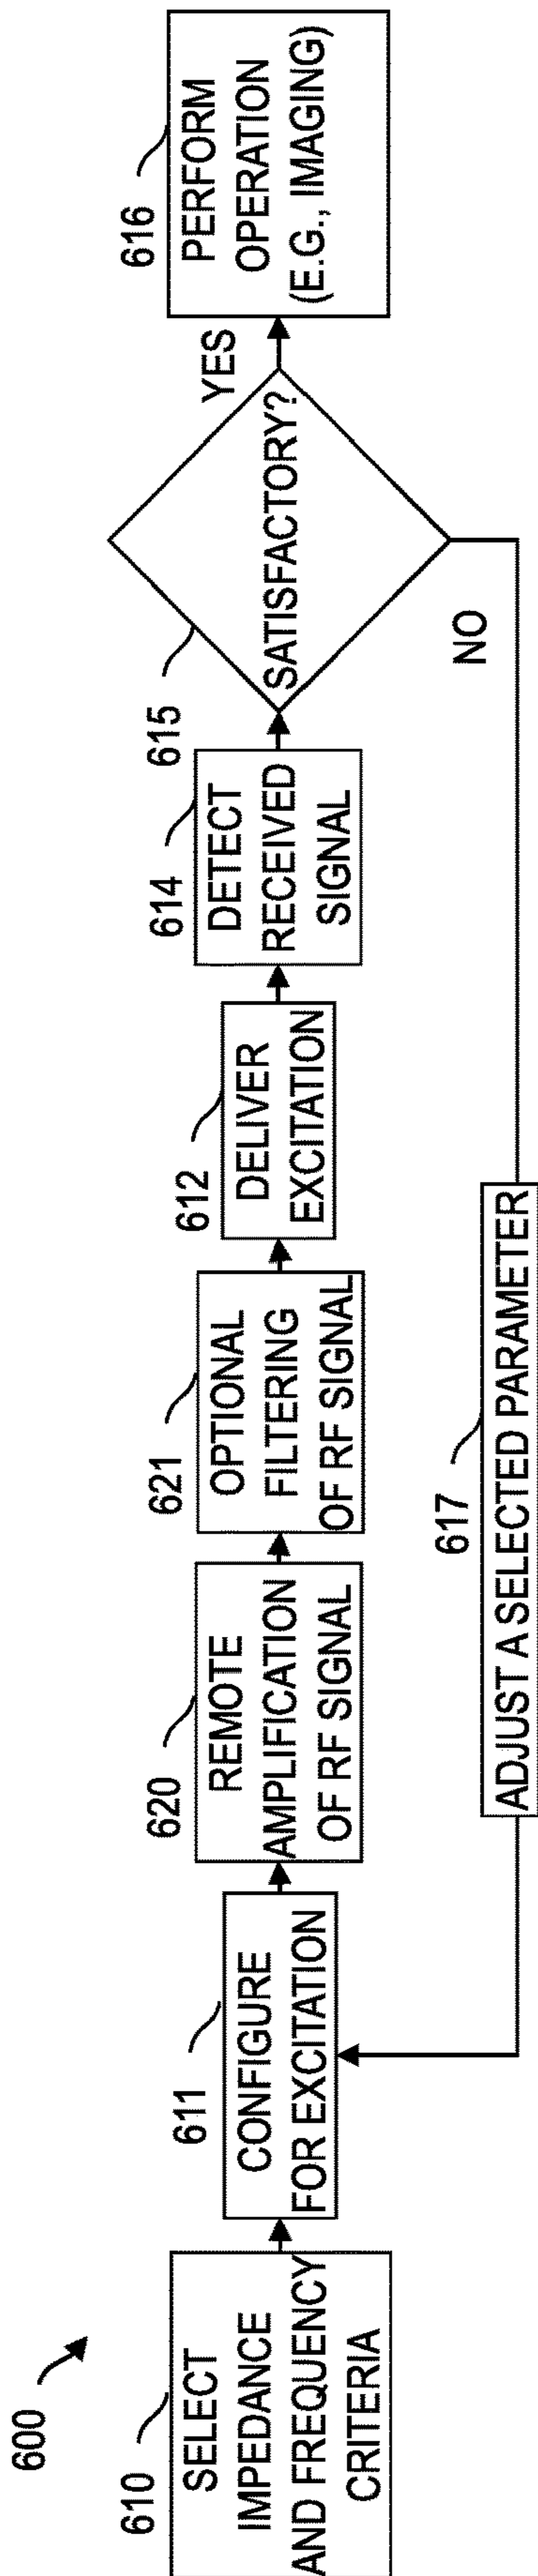 600
610
SELECT
IMPEDANCE
AND FREQUENCY
CRITERIA
611
CONFIGURE
FOR EXCITATION
620
REMOTE
AMPLIFICATION
OF RF SIGNAL
621
OPTIONAL
FILTERING
OF RF SIGNAL
612
DELIVER
EXCITATION
614
DETECT
RECEIVED
SIGNAL
615
SATISFACTORY?
YES
616
PERFORM
OPERATION
(E.G., IMAGING)
NO
617
ADJUST A SELECTED PARAMETER